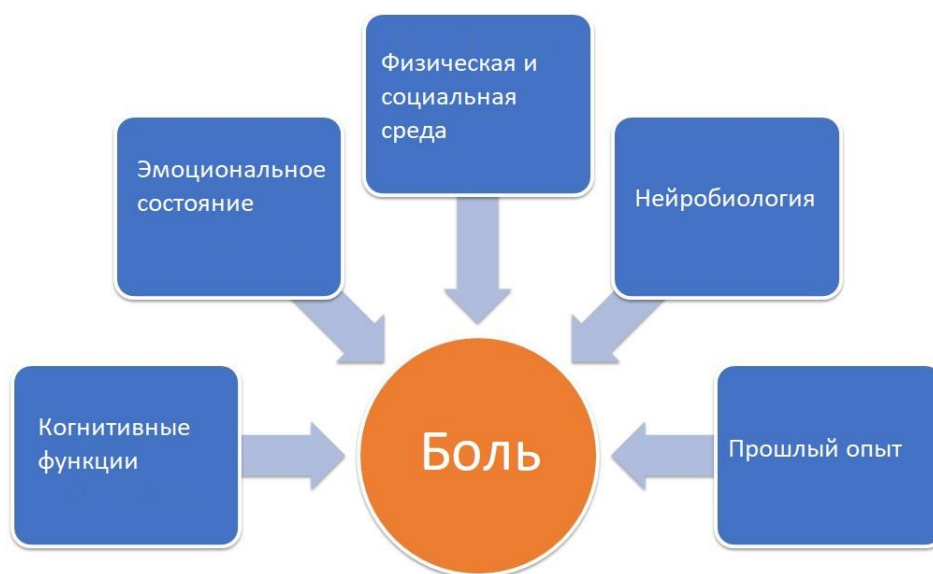 Физическая и
социальная
среда
Эмоциональное
состояние
Нейробиология
Когнитивные
функции
Боль
Прошлый опыт